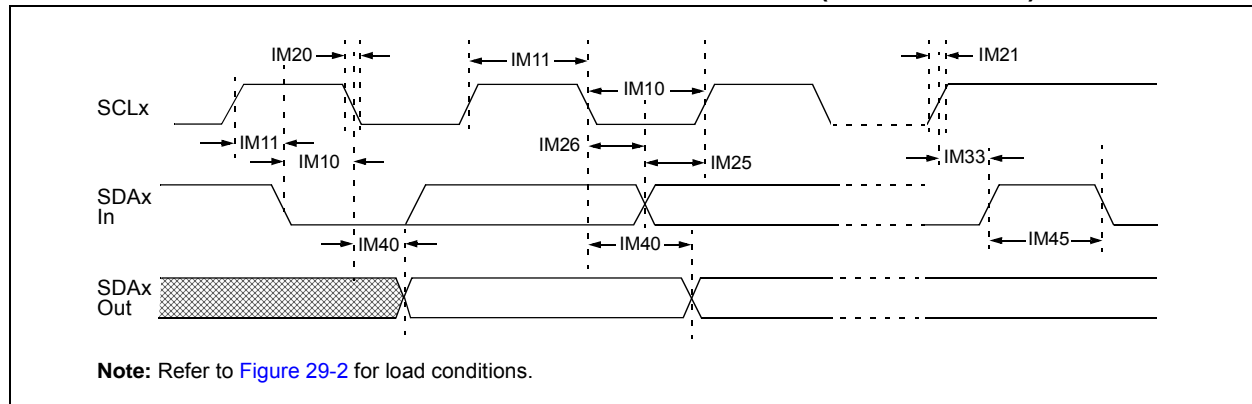 IM20
IM11
IM21
IM10
SCLx
IM11
IM26
IM10
IM25
IM33
SDAx
In
IM40
IM40
IM45
SDAx
Out
Note: Refer to Figure 29-2 for load conditions.